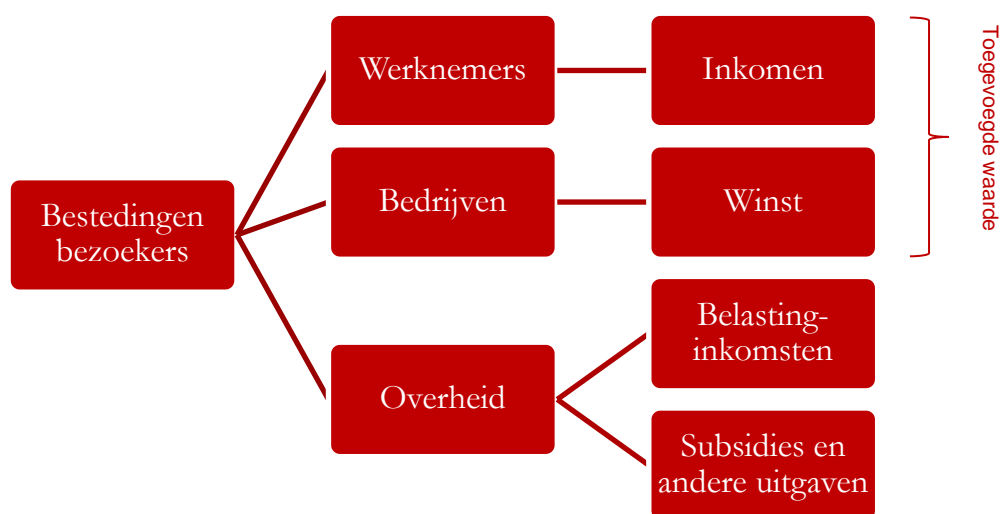 Werknemers
Inkomen
Toegevoegde waarde
Bestedingen
bezoekers
Bedrijven
Winst
Overheid
Belasting-
inkomsten
Subsidies en
andere uitgaven